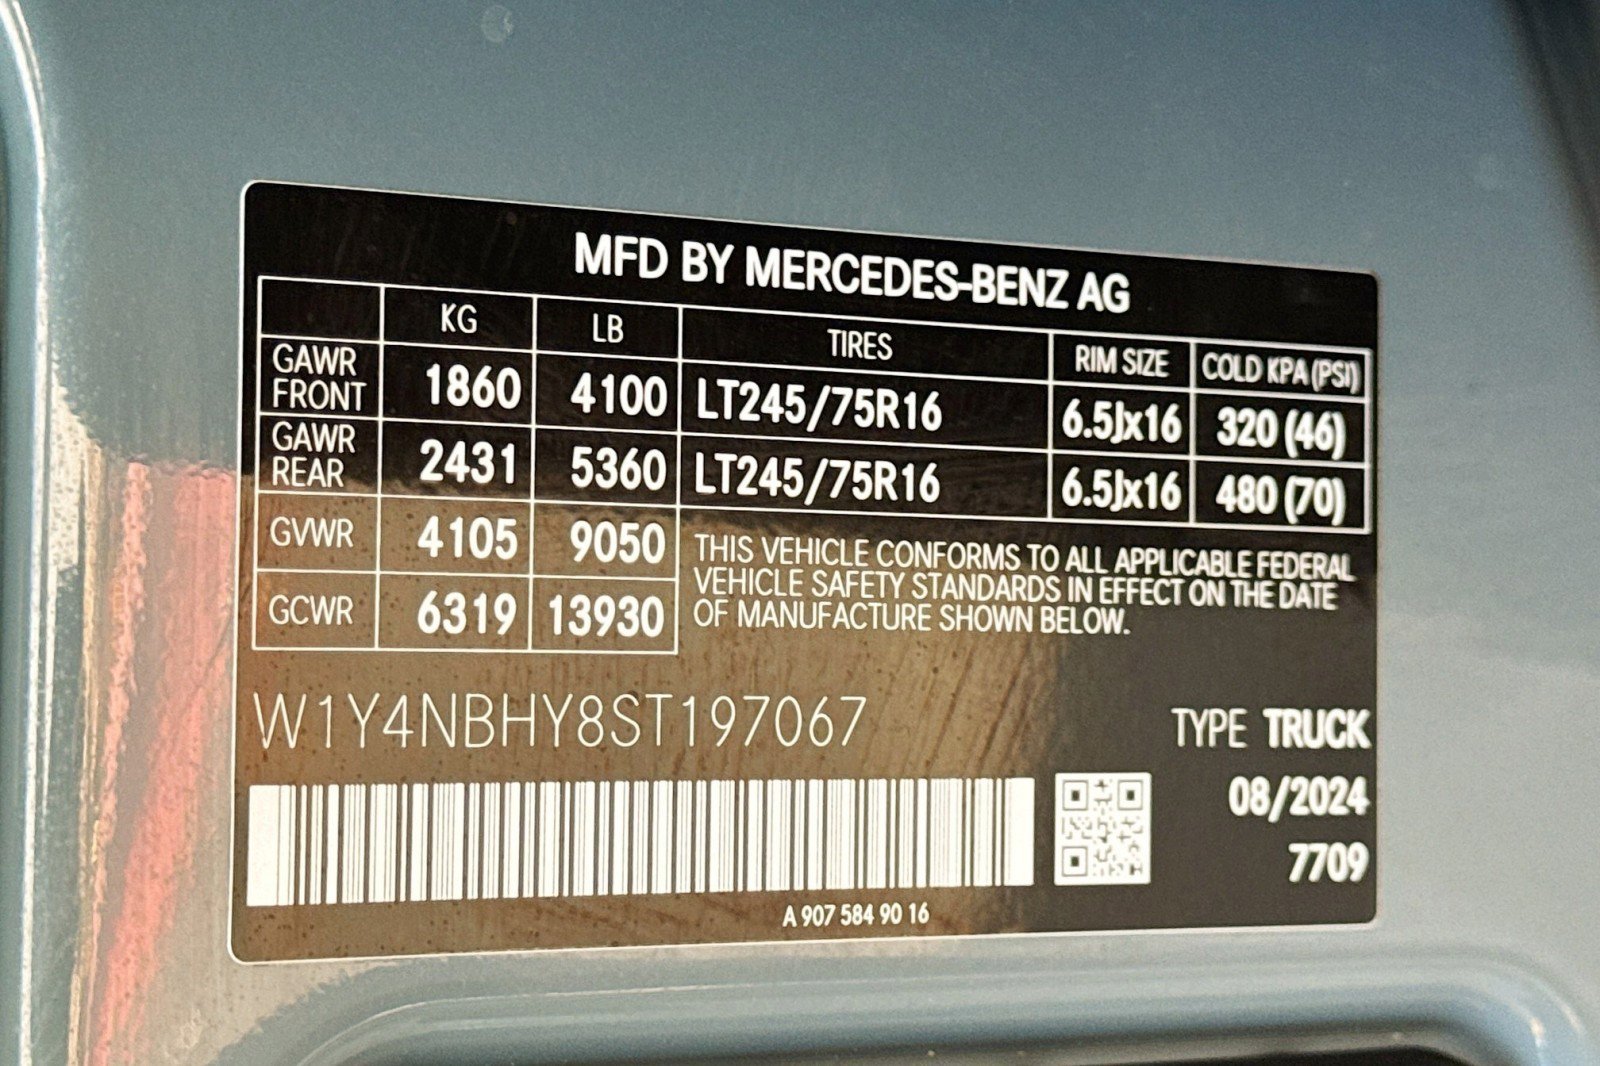 MFD BY MERCEDES-BENZ AG
KG LB TIRES RIM SIZE COLD KPA (PSI)
GAWR FRONT 1860 4100 LT245/75R16 6.5Jx16 320 (46)
GAWR REAR 2431 5360 LT245/75R16 6.5Jx16 480 (70)
GVWR 4105 9050
GCWR 6319 13930
THIS VEHICLE CONFORMS TO ALL APPLICABLE FEDERAL
VEHICLE SAFETY STANDARDS IN EFFECT ON THE DATE
OF MANUFACTURE SHOWN BELOW.
W1Y4NBHY8ST197067
TYPE TRUCK
08/2024
7709
A 907 584 90 16